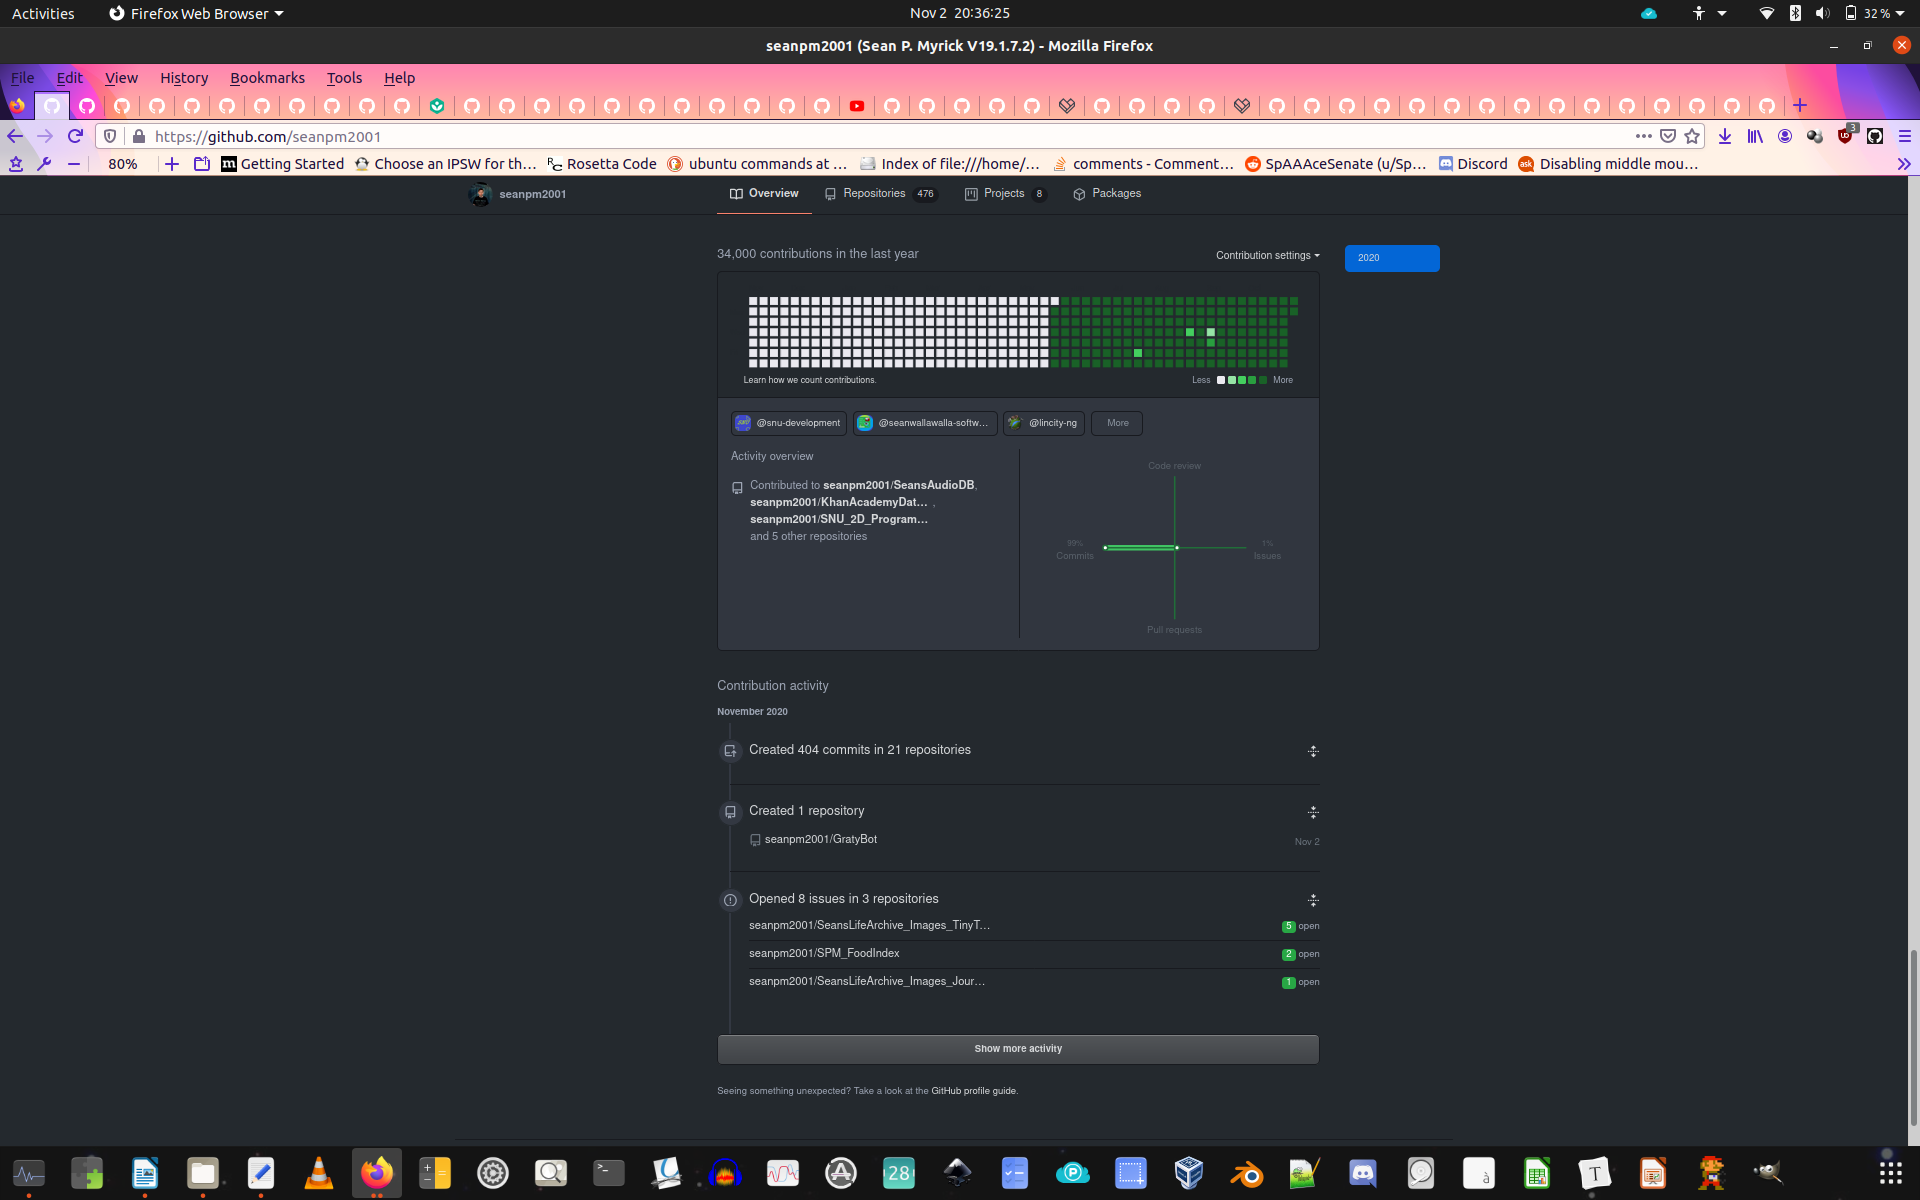 Activities
Firefox Web Browser
Nov 2 20:36:25
32 %
seanpm2001 (Sean P. Myrick V19.1.7.2) - Mozilla Firefox
File Edit View History Bookmarks Tools Help
https://github.com/seanpm2001
3
80%
Getting Started
Choose an IPSW for th…
Rosetta Code
ubuntu commands at …
Index of file:///home/…
comments - Comment…
SpAAAceSenate (u/Sp…
Discord
Disabling middle mou…
seanpm2001
Overview
Repositories 476
Projects 8
Packages
34,000 contributions in the last year
Contribution settings
2020
Learn how we count contributions.
Less
More
@snu-development
@seanwallawalla-softw…
@lincity-ng
More
Activity overview
Contributed to seanpm2001/SeansAudioDB,
seanpm2001/KhanAcademyDat… ,
seanpm2001/SNU_2D_Program…
and 5 other repositories
Code review
99%
Commits
1%
Issues
Pull requests
Contribution activity
November 2020
Created 404 commits in 21 repositories
Created 1 repository
seanpm2001/GratyBot
Nov 2
Opened 8 issues in 3 repositories
seanpm2001/SeansLifeArchive_Images_TinyT…
5 open
seanpm2001/SPM_FoodIndex
2 open
seanpm2001/SeansLifeArchive_Images_Jour…
1 open
Show more activity
Seeing something unexpected? Take a look at the GitHub profile guide.
28